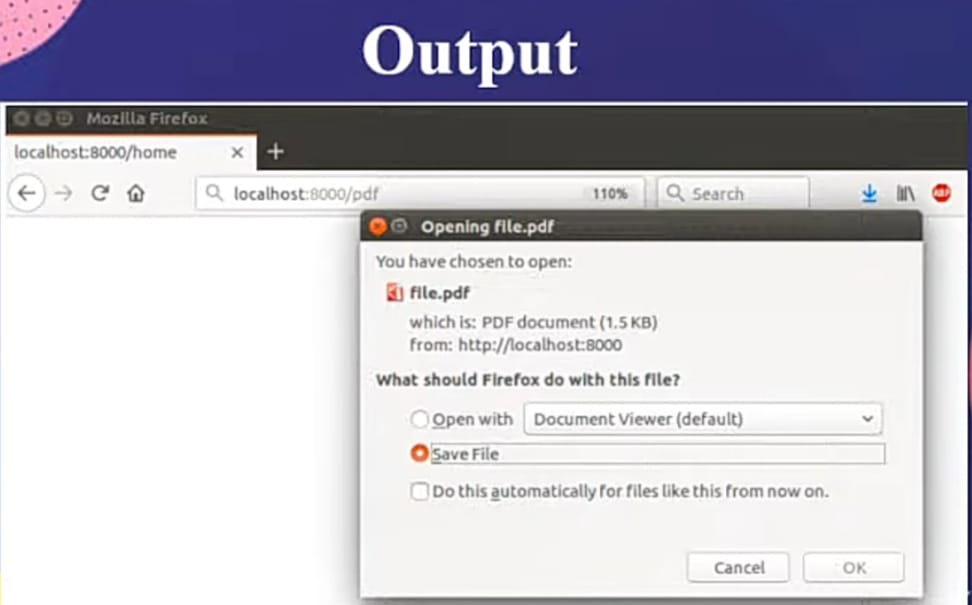 Output
Mozilla Firefox
localhost:8000/home
localhost:8000/pdf 110% Search ABP
Opening file.pdf
You have chosen to open:
file.pdf
which is: PDF document (1.5 KB)
from: http://localhost:8000
What should Firefox do with this file?
Open with Document Viewer (default)
Save File
Do this automatically for files like this from now on.
Cancel OK